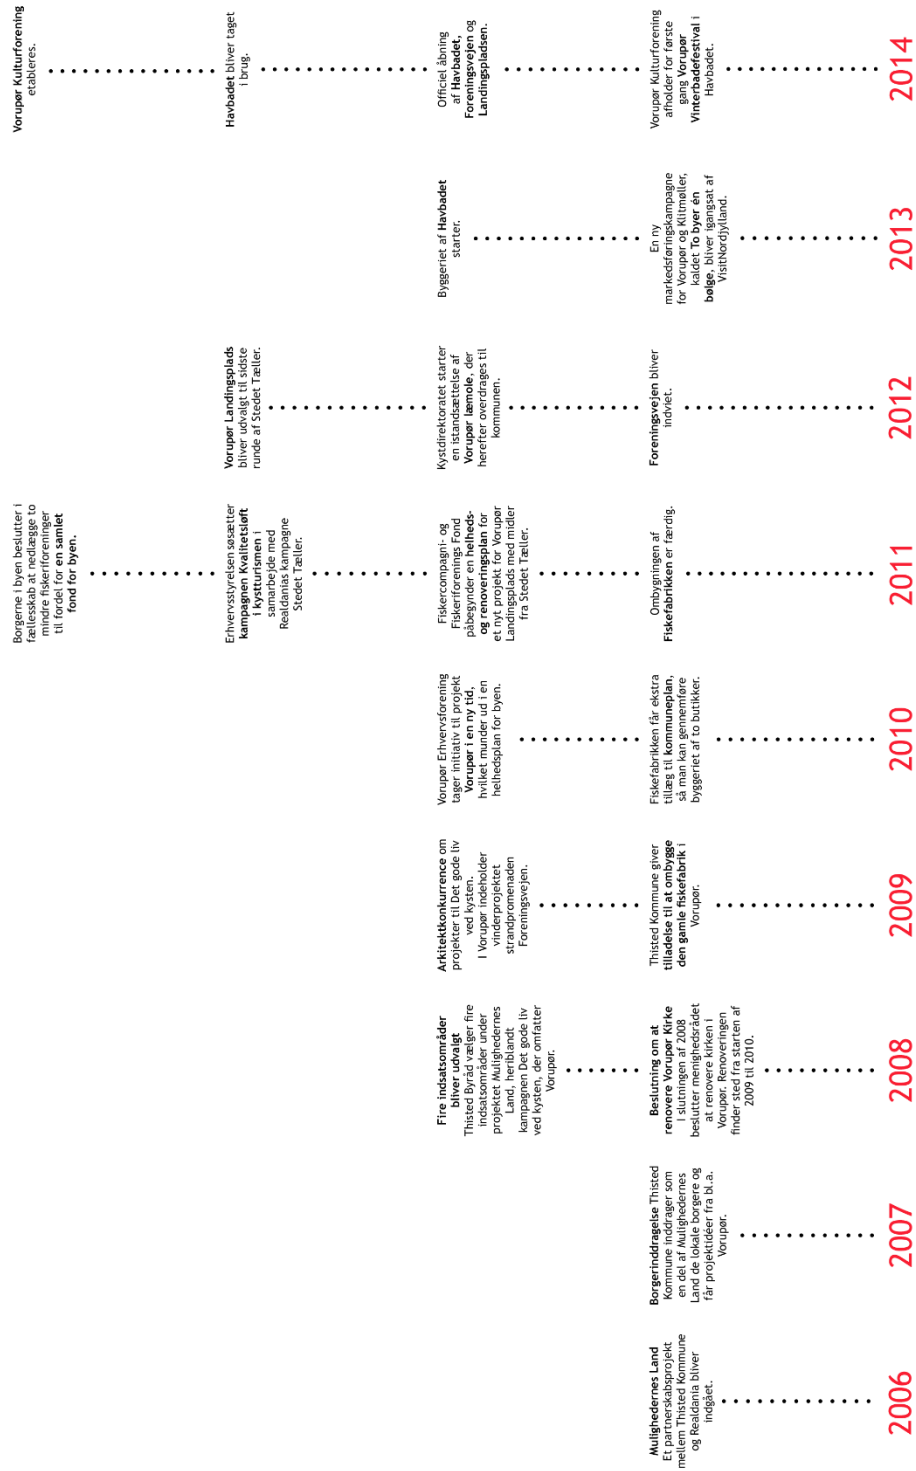 Mulighedernes Land
Et partnerskabsprojekt
mellem Thisted Kommune
og Realdania bliver
indgået.
2006
Borgerinddragelse Thisted
Kommune inddrager som
en del af Mulighedernes
Land de lokale borgere og
får projektidéer fra bl.a.
Vorupør.
2007
Fire indsatsområder
bliver udvalgt
Thisted Byråd vælger fire
indsatsområder under
projektet Mulighedernes
Land, heriblandt
kampagnen Det gode liv
ved kysten, der omfatter
Vorupør.
Beslutning om at
renovere Vorupør Kirke
I slutningen af 2008
beslutter menighedsrådet
at renovere kirken i
Vorupør. Renoveringen
finder sted fra starten af
2009 til 2010.
2008
Arkitektkonkurrence om
projekter til Det gode liv
ved kysten.
I Vorupør indeholder
vinderprojektet
strandpromenaden
Foreningsvejen.
Thisted Kommune giver
tilladelse til at ombygge
den gamle fiskefabrik i
Vorupør.
2009
Vorupør Erhvervsforening
tager initiativ til projekt
Vorupør i en ny tid,
hvilket munder ud i en
helhedsplan for byen.
Fiskefabrikken får ekstra
tillæg til kommuneplan,
så man kan gennemføre
byggeriet af to butikker.
2010
Borgerne i byen beslutter i
fællesskab at nedlægge to
mindre fiskeriforeninger
til fordel for en samlet
fond for byen.
Erhvervsstyrelsen søsætter
kampagnen Kvalitetsløft
i kystturismen i
samarbejde med
Realdanias kampagne
Stedet Tæller.
Fiskercompagni- og
Fiskeriforenings Fond
påbegynder en helheds-
og renoveringsplan for
et nyt projekt for Vorupør
Landingsplads med midler
fra Stedet Tæller.
Ombygningen af
Fiskefabrikken er færdig.
2011
Vorupør Landingsplads
bliver udvalgt til sidste
runde af Stedet Tæller.
Kystdirektoratet starter
en istandsættelse af
Vorupør læmole, der
herefter overdrages til
kommunen.
Foreningsvejen bliver
indviet.
2012
Byggeriet af Havbadet
starter.
En ny
markedsføringskampagne
for Vorupør og Klitmøller,
kaldet To byer én
bølge, bliver igangsat af
VisitNordjylland.
2013
Vorupør Kulturforening
etableres.
Havbadet bliver taget
i brug.
Officiel åbning
af Havbadet,
Foreningsvejen og
Landingspladsen.
Vorupør Kulturforening
afholder for første
gang Vorupør
Vinterbadefestival i
Havbadet.
2014